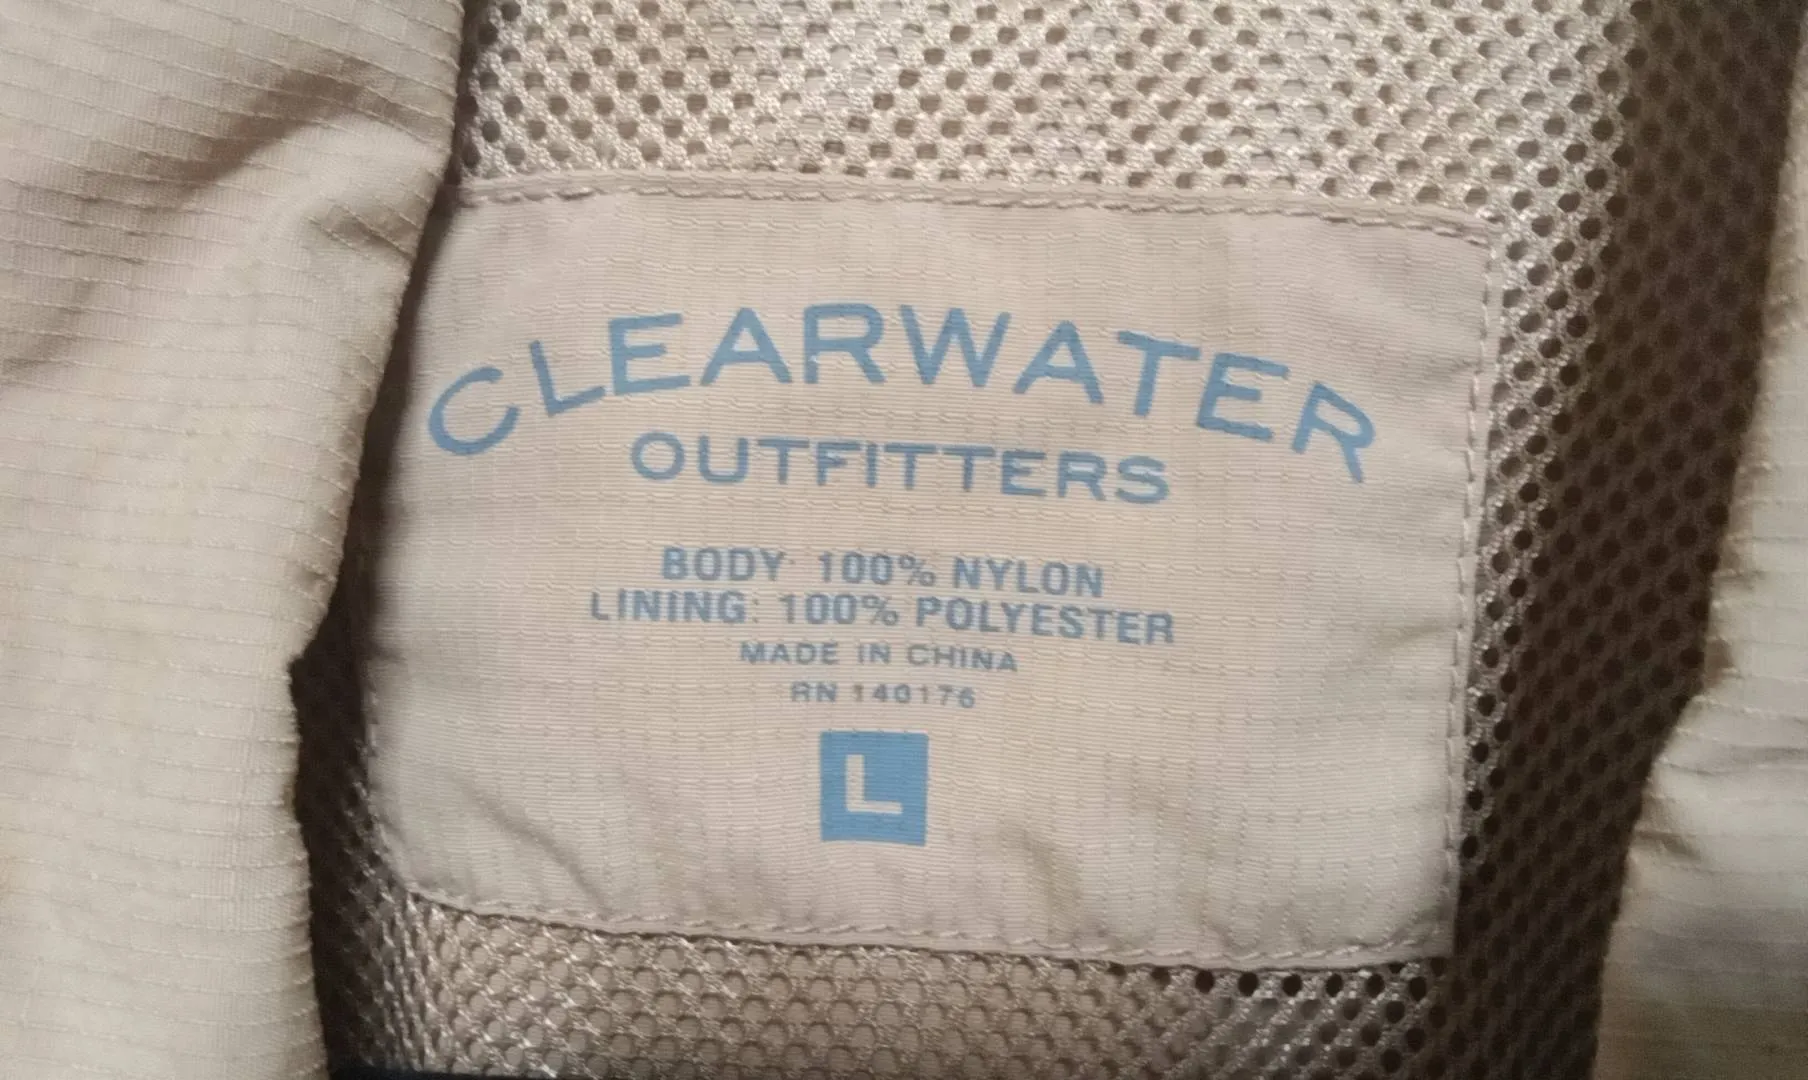 CLEARWATER
OUTFITTERS
BODY: 100% NYLON
LINING: 100% POLYESTER
MADE IN CHINA
RN 140176
L